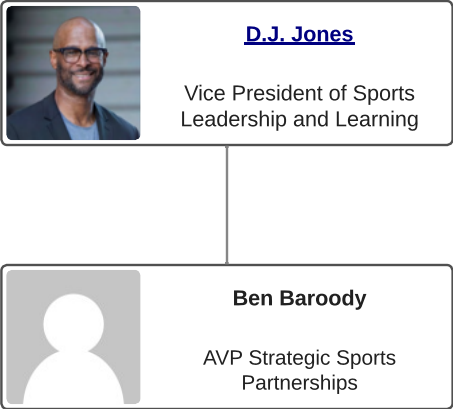 D.J. Jones
Vice President of Sports
Leadership and Learning
Ben Baroody
AVP Strategic Sports
Partnerships